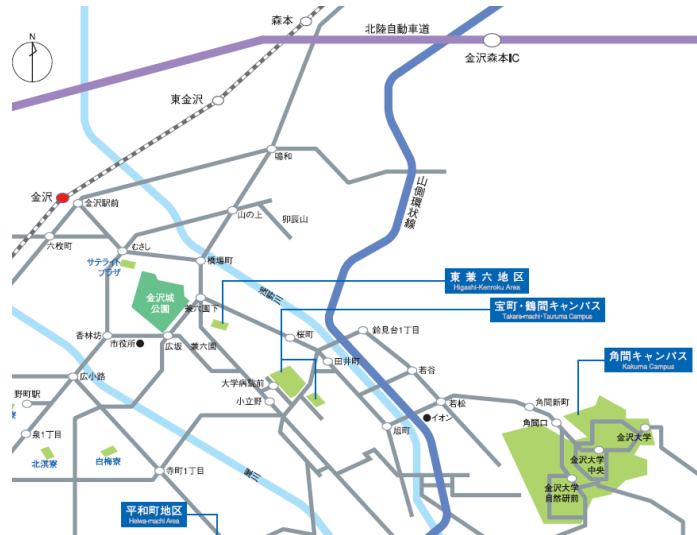 N
森本
北陸自動車道
金沢森本IC
東金沢
鳴和
山側環状線
金沢
金沢駅前
山の上
卯辰山
六枚町
むさし
橋場町
サテライト
プラザ
金沢城
公園
浅野川
東兼六地区
Higashi-Kenroku Area
宝町・鶴間キャンパス
Takara-machi・Tsuruma Campus
兼六園下
香林坊
市役所
広坂
兼六園
桜町
鈴見台1丁目
角間キャンパス
Kakuma Campus
田井町
広小路
大学病院前
若谷
野町駅
小立野
若松
角間新町
イオン
角間口
泉1丁目
旭町
金沢大学
北溟寮
白梅寮
寺町1丁目
金沢大学
中央
金沢大学
自然研前
平和町地区
Heiwa-machi Area